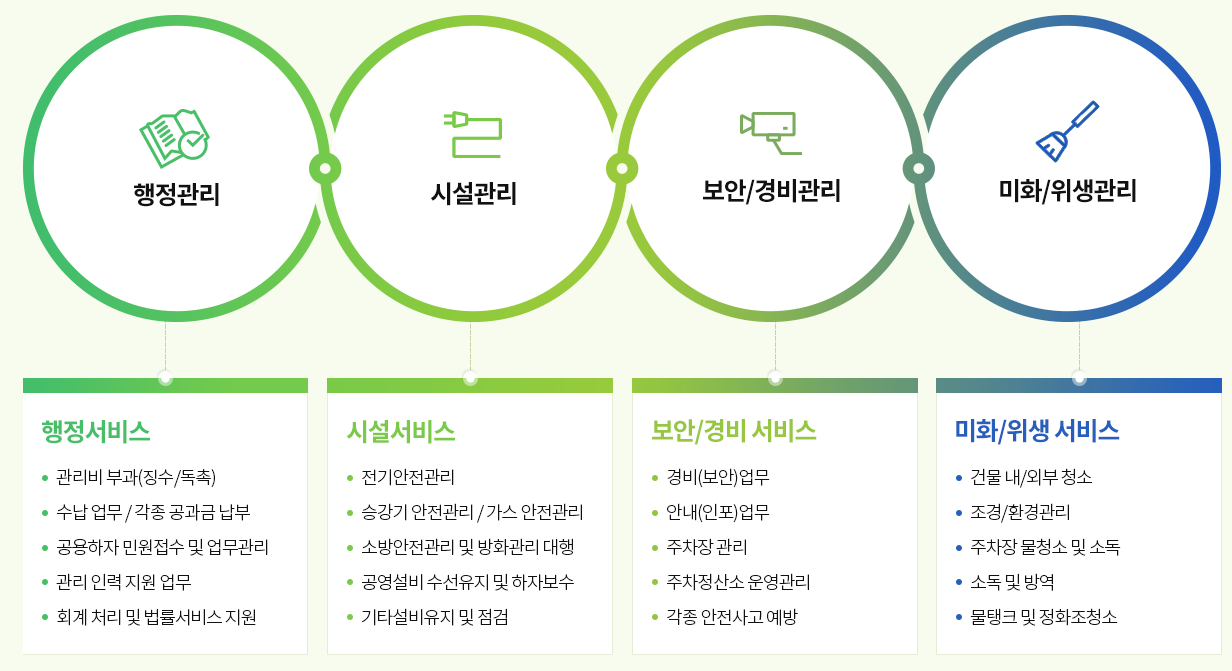 행정관리
시설관리
보안/경비관리
미화/위생관리
행정서비스
관리비 부과(징수/독촉)
수납 업무 / 각종 공과금 납부
공용하자 민원접수 및 업무관리
관리 인력 지원 업무
회계 처리 및 법률서비스 지원
시설서비스
전기안전관리
승강기 안전관리 / 가스 안전관리
소방안전관리 및 방화관리 대행
공영설비 수선유지 및 하자보수
기타설비유지 및 점검
보안/경비 서비스
경비(보안)업무
안내(인포)업무
주차장 관리
주차정산소 운영관리
각종 안전사고 예방
미화/위생 서비스
건물 내/외부 청소
조경/환경관리
주차장 물청소 및 소독
소독 및 방역
물탱크 및 정화조청소